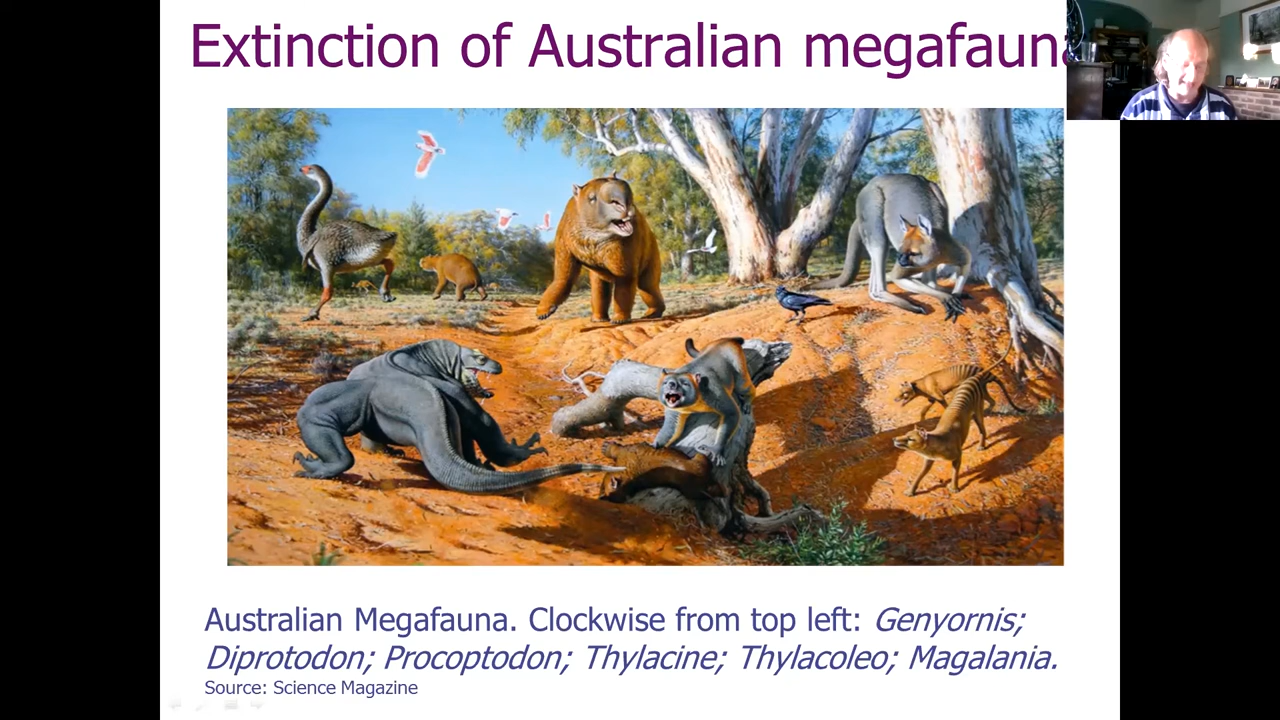 Extinction of Australian megafauna
Australian Megafauna. Clockwise from top left: Genyornis;
Diprotodon; Procoptodon; Thylacine; Thylacoleo; Magalania.
Source: Science Magazine